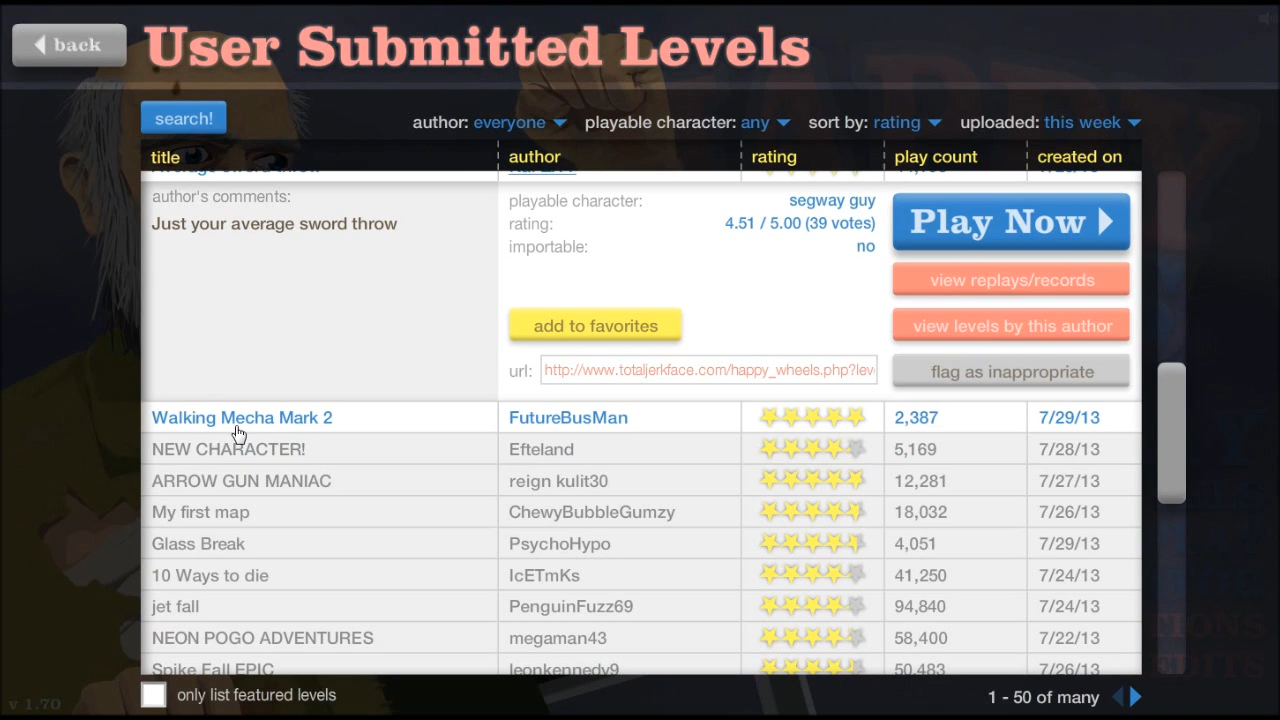 back
User Submitted Levels
search!
author: everyone playable character: any sort by: rating uploaded: this week
title author rating play count created on
author's comments:
Just your average sword throw
playable character: segway guy
rating: 4.51 / 5.00 (39 votes)
importable: no
Play Now
view replays/records
add to favorites
view levels by this author
url: http://www.totaljerkface.com/happy_wheels.php?lev
flag as inappropriate
Walking Mecha Mark 2 FutureBusMan 2,387 7/29/13
NEW CHARACTER! Efteland 5,169 7/28/13
ARROW GUN MANIAC reign kulit30 12,281 7/27/13
My first map ChewyBubbleGumzy 18,032 7/26/13
Glass Break PsychoHypo 4,051 7/29/13
10 Ways to die IcETmKs 41,250 7/24/13
jet fall PenguinFuzz69 94,840 7/24/13
NEON POGO ADVENTURES megaman43 58,400 7/22/13
Spike Fall EPIC leonkennedy9 50,483 7/26/13
only list featured levels
1 - 50 of many
v 1.70